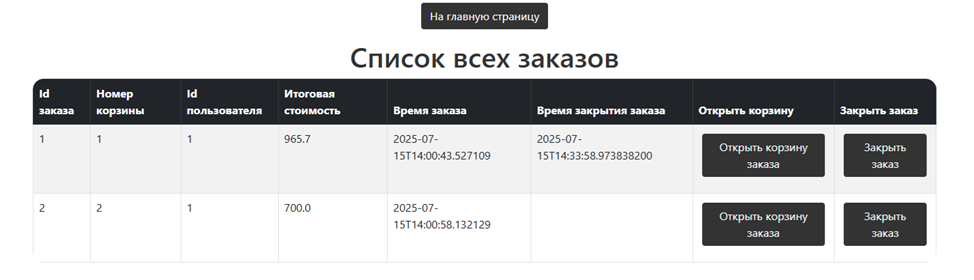 На главную страницу
Список всех заказов
Id заказа Номер корзины Id пользователя Итоговая стоимость Время заказа Время закрытия заказа Открыть корзину Закрыть заказ
1 1 1 965.7 2025-07-15T14:00:43.527109 2025-07-15T14:33:58.973838200 Открыть корзину заказа Закрыть заказ
2 2 1 700.0 2025-07-15T14:00:58.132129 Открыть корзину заказа Закрыть заказ